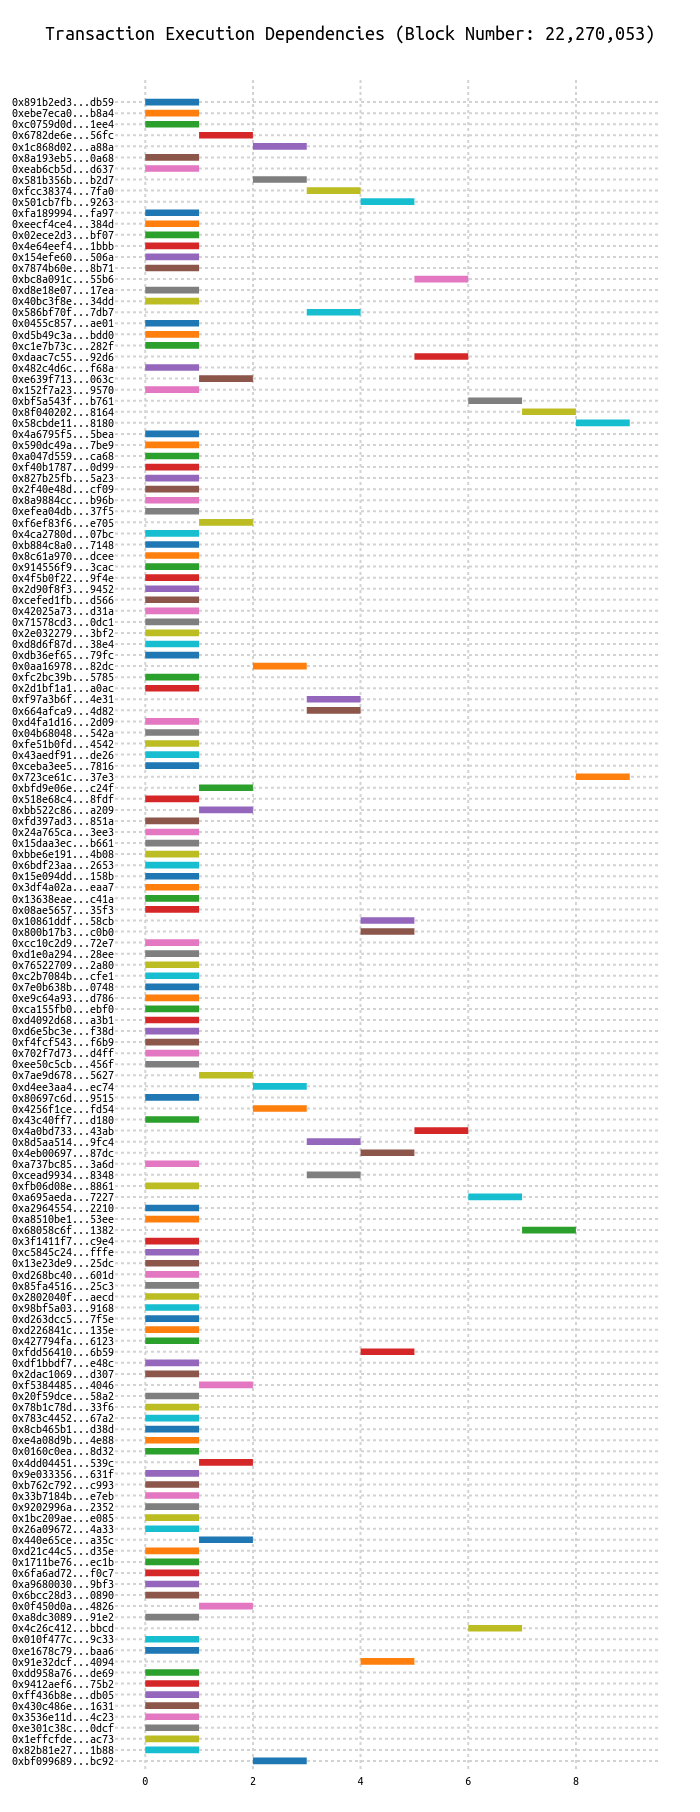 Transaction Execution Dependencies (Block Number: 22,270,053)
0x891b2ed3...db59
0xebe7eca0...b8a4
0xc0759d0d...1ee4
0x6782de6e...56fc
0x1c868d02...a88a
0x8a193eb5...0a68
0xeab6cb5d...d637
0x581b356b...b2d7
0xfcc38374...7fa0
0x501cb7fb...9263
0xfa189994...fa97
0xeecf4ce4...384d
0x02ece2d3...bf07
0x4e64eef4...1bbb
0x154efe60...506a
0x7874b60e...8b71
0xbc8a091c...55b6
0xd8e18e07...17ea
0x40bc3f8e...34dd
0x586bf70f...7db7
0x0455c857...ae01
0xd5b49c3a...bdd0
0xc1e7b73c...282f
0xdaac7c55...92d6
0x482c4d6c...f68a
0xe639f713...063c
0x152f7a23...9570
0xbf5a543f...b761
0x8f040202...8164
0x58cbde11...8180
0x4a6795f5...5bea
0x590dc49a...7be9
0xa047d559...ca68
0xf40b1787...0d99
0x827b25fb...5a23
0x2f40e48d...cf09
0x8a9884cc...b96b
0xefea04db...37f5
0xf6ef83f6...e705
0x4ca2780d...07bc
0xb884c8a0...7148
0x8c61a970...dcee
0x914556f9...3cac
0x4f5b0f22...9f4e
0x2d90f8f3...9452
0xcefed1fb...d566
0x42025a73...d31a
0x71578cd3...0dc1
0x2e032279...3bf2
0xd8d6f87d...38e4
0xdb36ef65...79fc
0x0aa16978...82dc
0xfc2bc39b...5785
0x2d1bf1a1...a0ac
0xf97a3b6f...4e31
0x664afca9...4d82
0xd4fa1d16...2d09
0x04b68048...542a
0xfe51b0fd...4542
0x43aedf91...de26
0xceba3ee5...7816
0x723ce61c...37e3
0xbfd9e06e...c24f
0x518e68c4...8fdf
0xbb522c86...a209
0xfd397ad3...851a
0x24a765ca...3ee3
0x15daa3ec...b661
0xbbe6e191...4b08
0x6bdf23aa...2653
0x15e094dd...158b
0x3df4a02a...eaa7
0x13638eae...c41a
0x08ae5657...35f3
0x10861ddf...58cb
0x800b17b3...c0b0
0xcc10c2d9...72e7
0xd1e0a294...28ee
0x76522709...2a80
0xc2b7084b...cfe1
0x7e0b638b...0748
0xe9c64a93...d786
0xca155fb0...ebf0
0xd4092d68...a3b1
0xd6e5bc3e...f38d
0xf4fcf543...f6b9
0x702f7d73...d4ff
0xee50c5cb...456f
0x7ae9d678...5627
0xd4ee3aa4...ec74
0x80697c6d...9515
0x4256f1ce...fd54
0x43c40ff7...d180
0x4a0bd733...43ab
0x8d5aa514...9fc4
0x4eb00697...87dc
0xa737bc85...3a6d
0xcead9934...8348
0xfb06d08e...8861
0xa695aeda...7227
0xa2964554...2210
0xa8510be1...53ee
0x68058c6f...1382
0x3f1411f7...c9e4
0xc5845c24...fffe
0x13e23de9...25dc
0xd268bc40...601d
0x85fa4516...25c3
0x2802040f...aecd
0x98bf5a03...9168
0xd263dcc5...7f5e
0xd226841c...135e
0x427794fa...6123
0xfdd56410...6b59
0xdf1bbdf7...e48c
0x2dac1069...d307
0xf5384485...4046
0x20f59dce...58a2
0x78b1c78d...33f6
0x783c4452...67a2
0x8cb465b1...d38d
0xe4a08d9b...4e88
0x0160c0ea...8d32
0x4dd04451...539c
0x9e033356...631f
0xb762c792...c993
0x33b7184b...e7eb
0x9202996a...2352
0x1bc209ae...e085
0x26a09672...4a33
0x440e65ce...a35c
0xd21c44c5...d35e
0x1711be76...ec1b
0x6fa6ad72...f0c7
0xa9680030...9bf3
0x6bcc28d3...0890
0x0f450d0a...4826
0xa8dc3089...91e2
0x4c26c412...bbcd
0x010f477c...9c33
0xe1678c79...baa6
0x91e32dcf...4094
0xdd958a76...de69
0x9412aef6...75b2
0xff436b8e...db05
0x430c486e...1631
0x3536e11d...4c23
0xe301c38c...0dcf
0x1effcfde...ac73
0x82b81e27...1b88
0xbf099689...bc92
0 2 4 6 8